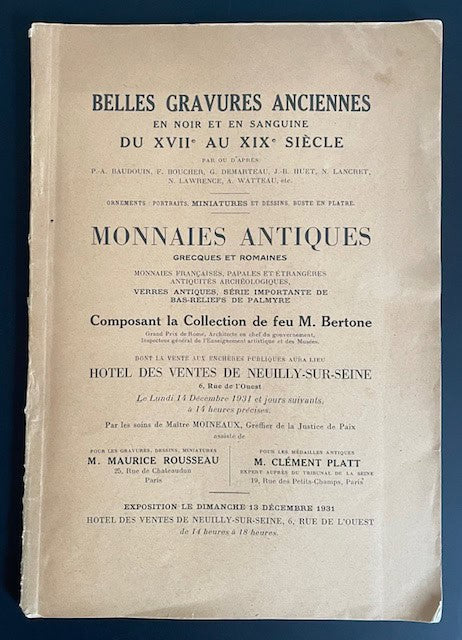 BELLES GRAVURES ANCIENNES
EN NOIR ET EN SANGUINE
DU XVIIe AU XIXe SIÈCLE
PAR OU D'APRÈS
P.-A. BAUDOUIN, F. BOUCHER, G. DEMARTEAU, J.-B. HUET, N. LANCRET,
N. LAWRENCE, A. WATTEAU, etc.
ORNEMENTS, PORTRAITS, MINIATURES ET DESSINS, BUSTE EN PLATRE.
MONNAIES ANTIQUES
GRECQUES ET ROMAINES
MONNAIES FRANÇAISES, PAPALES ET ÉTRANGÈRES
ANTIQUITÉS ARCHÉOLOGIQUES,
VERRES ANTIQUES, SÉRIE IMPORTANTE DE
BAS-RELIEFS DE PALMYRE
Composant la Collection de feu M. Bertone
Grand Prix de Rome, Architecte en chef du gouvernement,
Inspecteur général de l'Enseignement artistique et des Musées.
DONT LA VENTE AUX ENCHÈRES PUBLIQUES AURA LIEU
HOTEL DES VENTES DE NEUILLY-SUR-SEINE
6, Rue de l'Ouest
Le Lundi 14 Décembre 1931 et jours suivants,
à 14 heures précises.
Par les soins de Maître MOINEAUX, Greffier de la Justice de Paix
assisté de
POUR LES GRAVURES, DESSINS, MINIATURES
M. MAURICE ROUSSEAU
25, Rue de Chateaudun
Paris
POUR LES MÉDAILLES ANTIQUES
M. CLÉMENT PLATT
EXPERT AUPRÈS DU TRIBUNAL DE LA SEINE
19, Rue des Petits-Champs, Paris
EXPOSITION LE DIMANCHE 13 DÉCEMBRE 1931
HOTEL DES VENTES DE NEUILLY-SUR-SEINE, 6, RUE DE L'OUEST
de 14 heures à 18 heures.